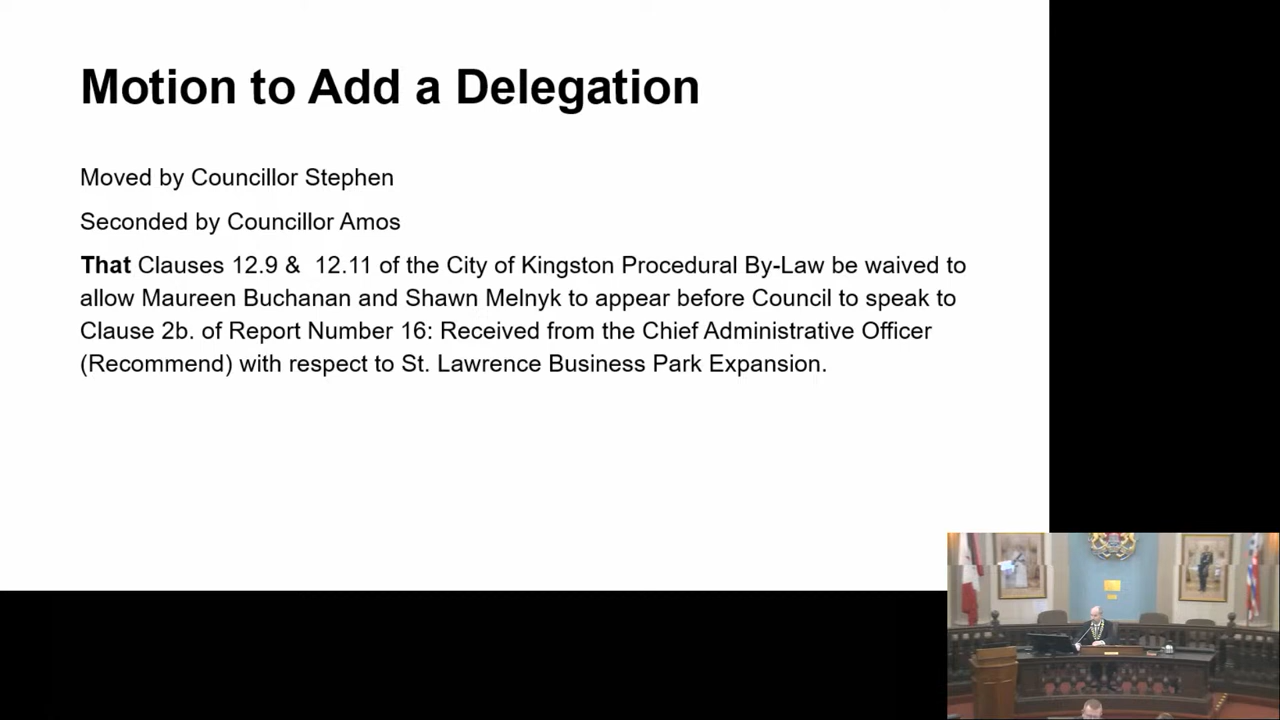 Motion to Add a Delegation
Moved by Councillor Stephen
Seconded by Councillor Amos
That Clauses 12.9 &  12.11 of the City of Kingston Procedural By-Law be waived to
allow Maureen Buchanan and Shawn Melnyk to appear before Council to speak to
Clause 2b. of Report Number 16: Received from the Chief Administrative Officer
(Recommend) with respect to St. Lawrence Business Park Expansion.